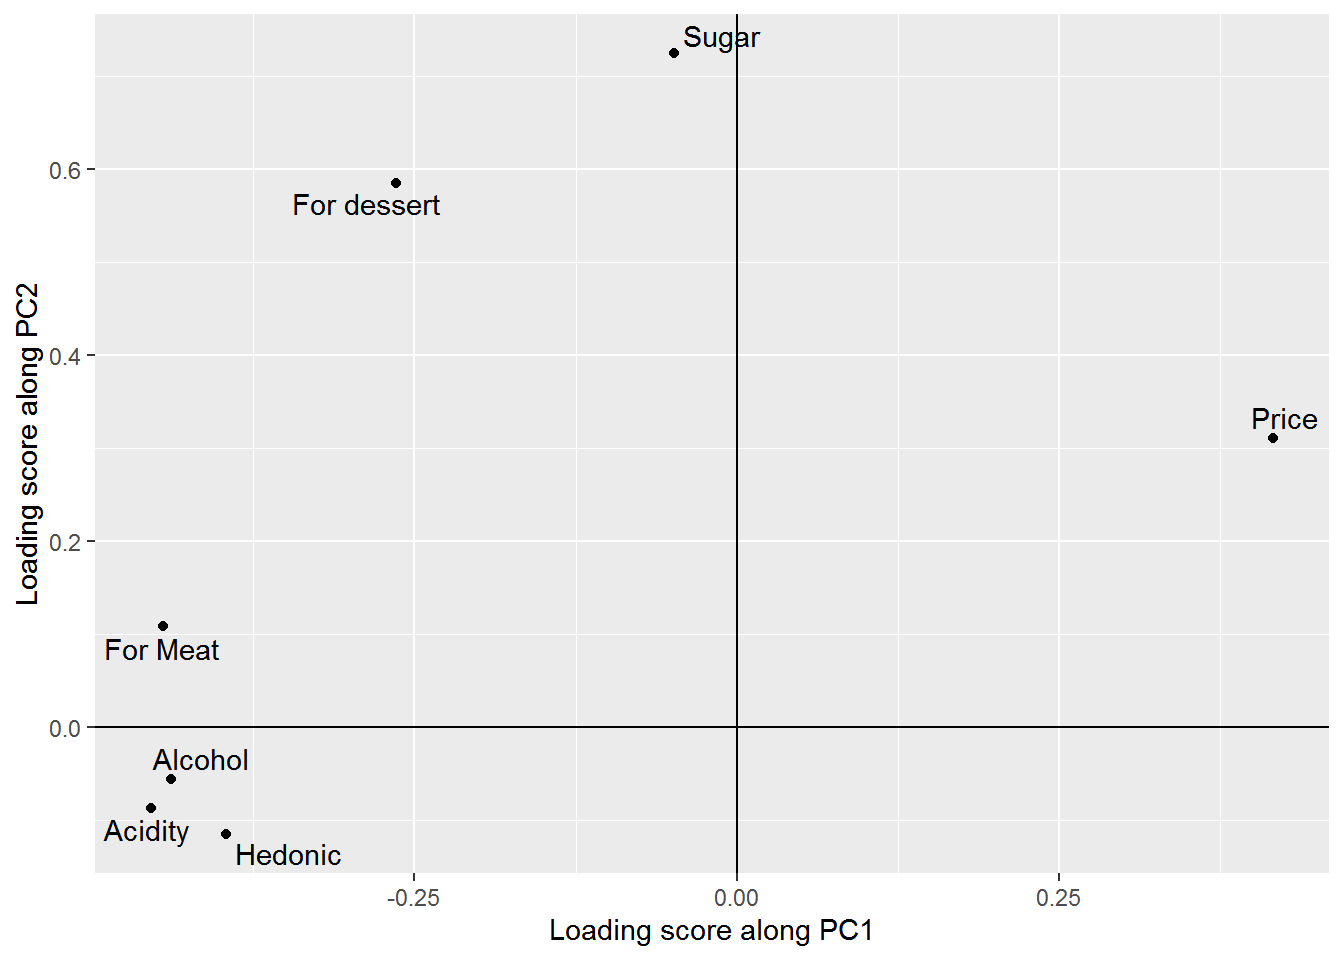 Sugar
0.6
For dessert
0.4
Price
0.2
For Meat
0.0
Alcohol
Acidity
Hedonic
-0.25
0.00
0.25
Loading score along PC1
Loading score along PC2